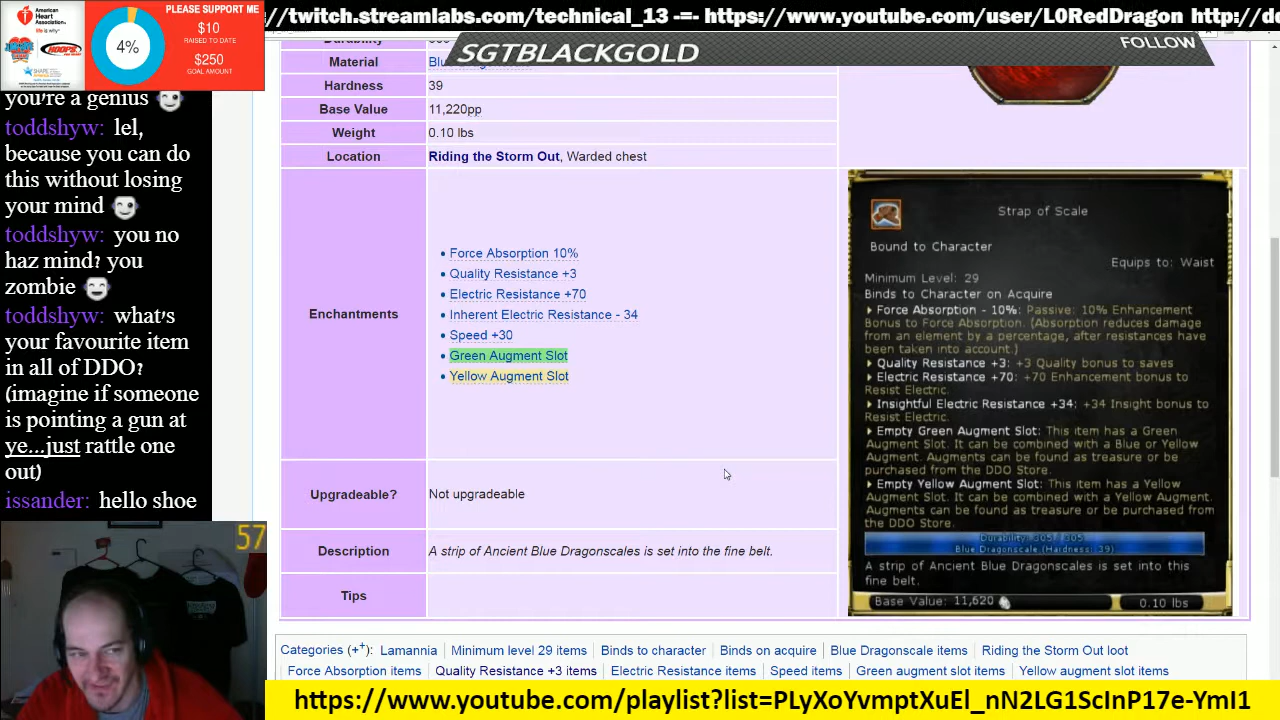 American
Heart
Association
life is why
HOOPS
SHAPE
4%
PLEASE SUPPORT ME
$10
RAISED TO DATE
$250
GOAL AMOUNT
//twitch.streamlabs.com/technical_13 -=- https://www.youtube.com/user/L0RedDragon http://d
SGTBLACKGOLD
FOLLOW
you're a genius
toddshyw: lel,
because you can do
this without losing
your mind
toddshyw: you no
haz mind? you
zombie
toddshyw: what's
your favourite item
in all of DDO?
(imagine if someone
is pointing a gun at
ye...just rattle one
out)
issander: hello shoe
57
Durability
Material
Hardness 39
Base Value 11,220pp
Weight 0.10 lbs
Location Riding the Storm Out, Warded chest
Enchantments
• Force Absorption 10%
• Quality Resistance +3
• Electric Resistance +70
• Inherent Electric Resistance - 34
• Speed +30
• Green Augment Slot
• Yellow Augment Slot
Upgradeable? Not upgradeable
Description A strip of Ancient Blue Dragonscales is set into the fine belt.
Tips
Strap of Scale
Bound to Character
Equips to: Waist
Minimum Level: 29
Binds to Character on Acquire
Force Absorption - 10%: Passive: 10% Enhancement
Bonus to Force Absorption. (Absorption reduces damage
from an element by a percentage, after resistances
have been taken into account.)
Quality Resistance +3: +3 Quality bonus to saves
Electric Resistance +70: +70 Enhancement bonus to
Resist Electric.
Insightful Electric Resistance +34: +34 Insight bonus to
Resist Electric.
Empty Green Augment Slot: This item has a Green
Augment Slot. It can be combined with a Blue or Yellow
Augment. Augments can be found as treasure or be
purchased from the DDO Store.
Empty Yellow Augment Slot: This item has a Yellow
Augment Slot. It can be combined with a Yellow Augment.
Augments can be found as treasure or be purchased from
the DDO Store.
Durability: 305 / 305
Blue Dragonscale (Hardness: 39)
A strip of Ancient Blue Dragonscales is set into this
fine belt.
Base Value: 11,620 0.10 lbs
Categories (++): Lamannia Minimum level 29 items Binds to character Binds on acquire Blue Dragonscale items Riding the Storm Out loot
Force Absorption items Quality Resistance +3 items Electric Resistance items Speed items Green augment slot items Yellow augment slot items
https://www.youtube.com/playlist?list=PLyXoYvmptXuEl_nN2LG1ScInP17e-YmI1